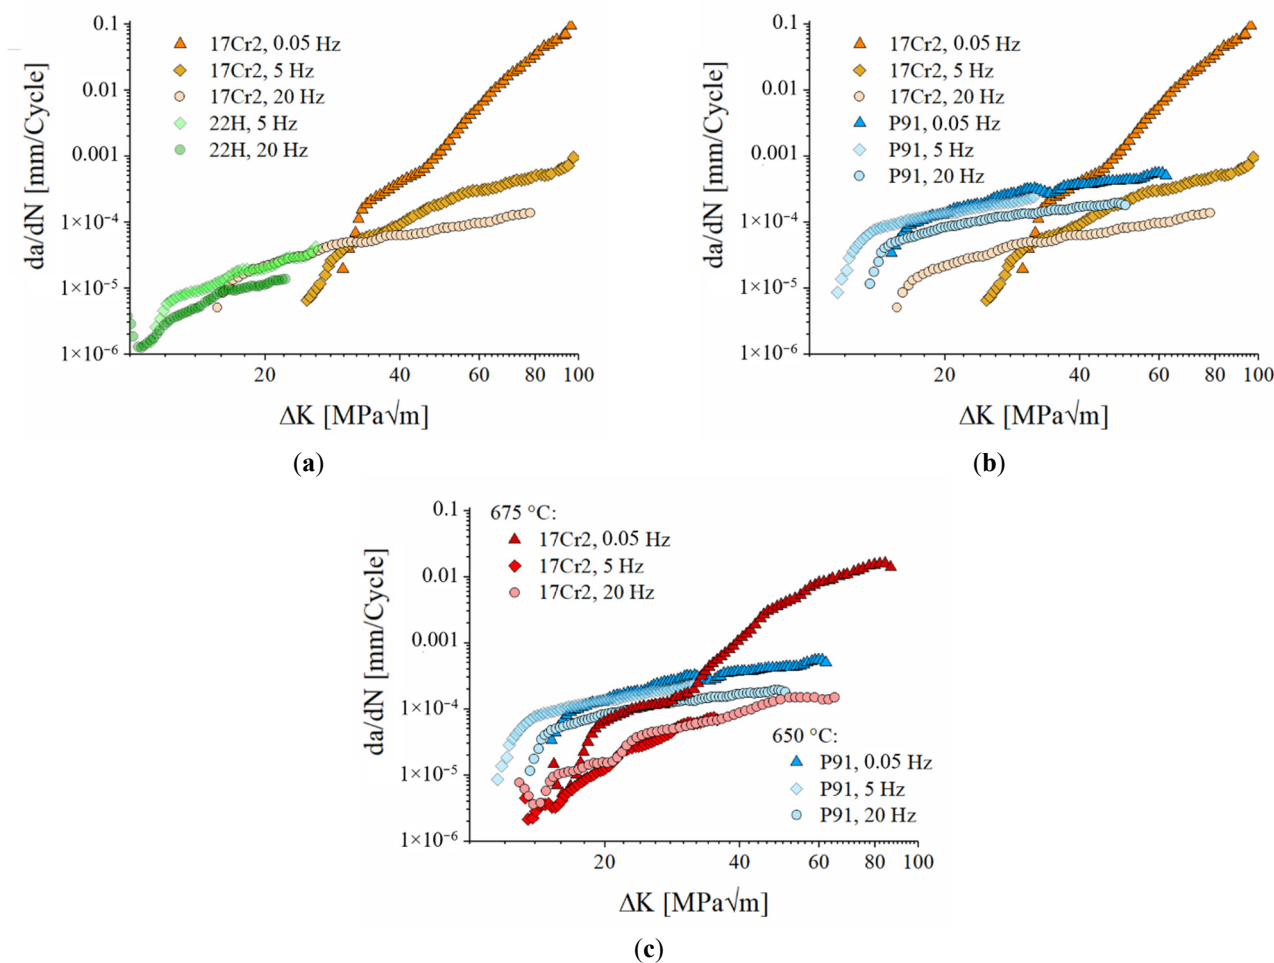 0.1
0.01
0.001
1×10⁻⁴
1×10⁻⁵
1×10⁻⁶
da/dN [mm/Cycle]
17Cr2, 0.05 Hz
17Cr2, 5 Hz
17Cr2, 20 Hz
22H, 5 Hz
22H, 20 Hz
20 40 60 80 100
ΔK [MPa√m]
(a)
0.1
0.01
0.001
1×10⁻⁴
1×10⁻⁵
1×10⁻⁶
da/dN [mm/Cycle]
17Cr2, 0.05 Hz
17Cr2, 5 Hz
17Cr2, 20 Hz
P91, 0.05 Hz
P91, 5 Hz
P91, 20 Hz
20 40 60 80 100
ΔK [MPa√m]
(b)
0.1
0.01
0.001
1×10⁻⁴
1×10⁻⁵
1×10⁻⁶
da/dN [mm/Cycle]
675 °C:
17Cr2, 0.05 Hz
17Cr2, 5 Hz
17Cr2, 20 Hz
650 °C:
P91, 0.05 Hz
P91, 5 Hz
P91, 20 Hz
20 40 60 80 100
ΔK [MPa√m]
(c)